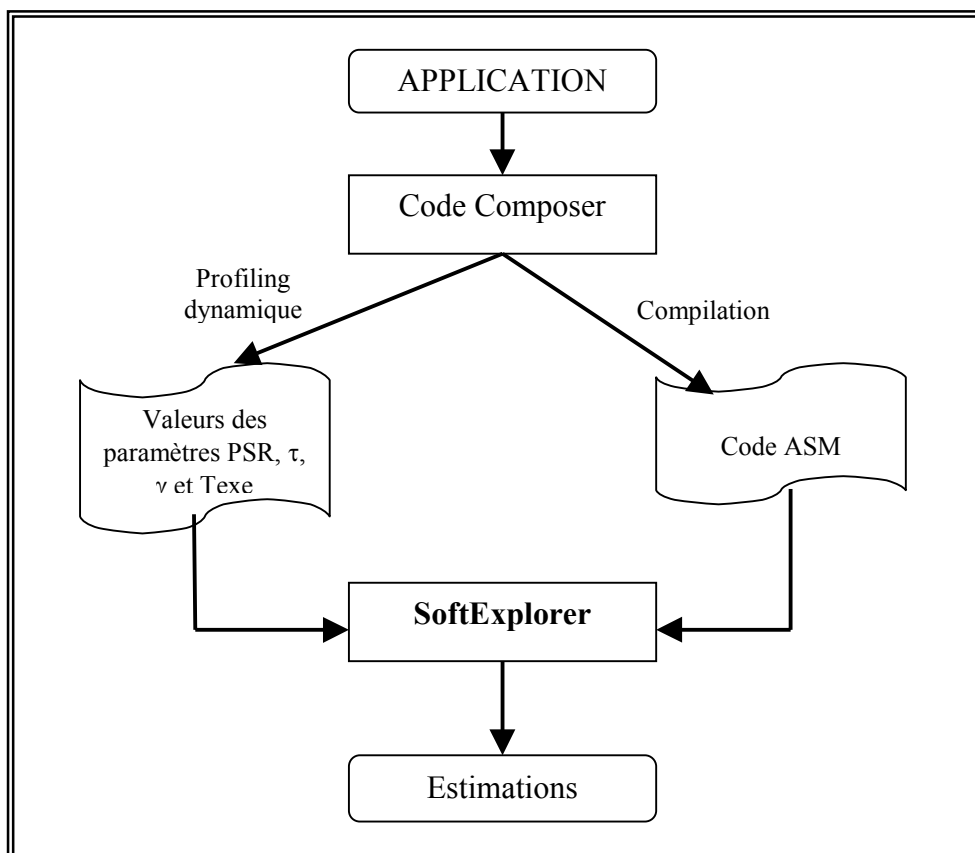 APPLICATION
Code Composer
Profiling
dynamique
Compilation
Valeurs des
paramètres PSR, τ,
γ et Texe
Code ASM
SoftExplorer
Estimations